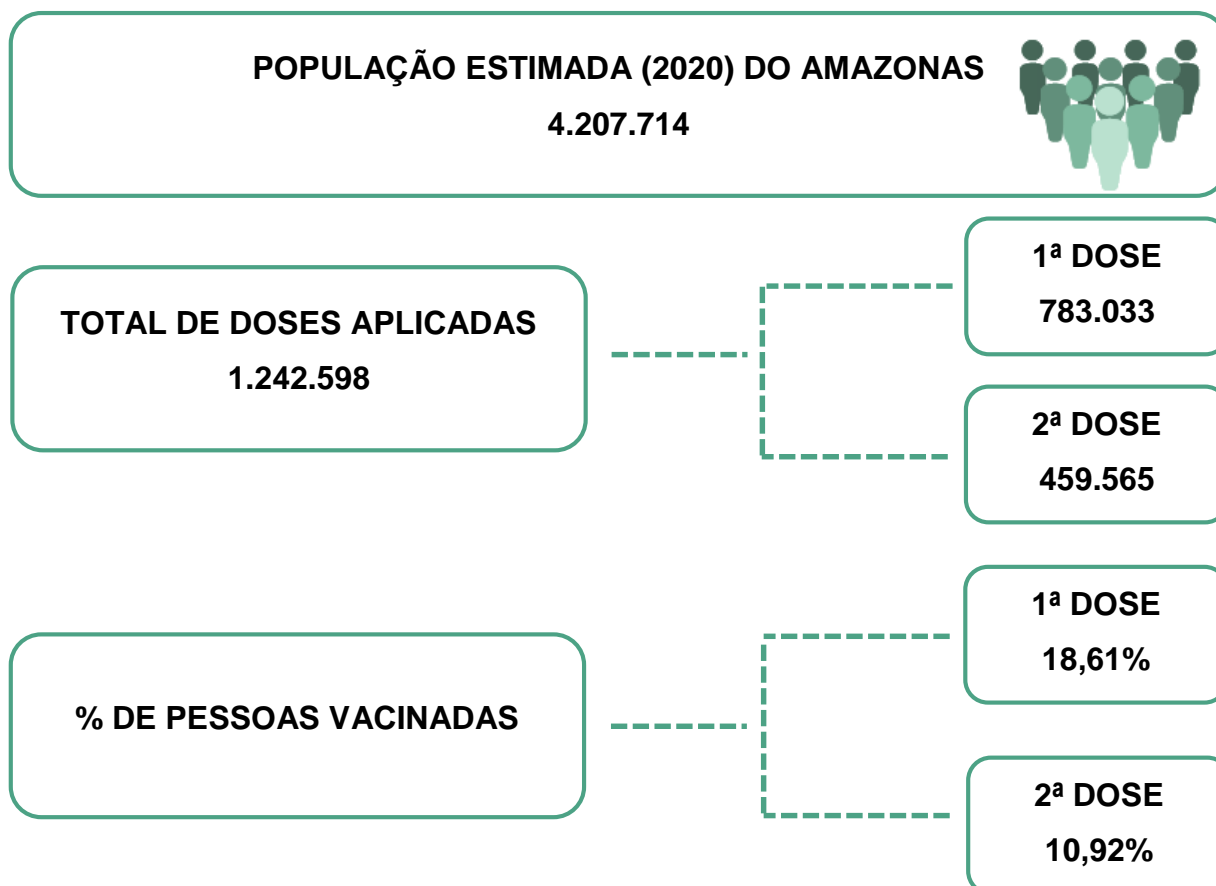 POPULAÇÃO ESTIMADA (2020) DO AMAZONAS
4.207.714
TOTAL DE DOSES APLICADAS
1.242.598
1ª DOSE
783.033
2ª DOSE
459.565
% DE PESSOAS VACINADAS
1ª DOSE
18,61%
2ª DOSE
10,92%